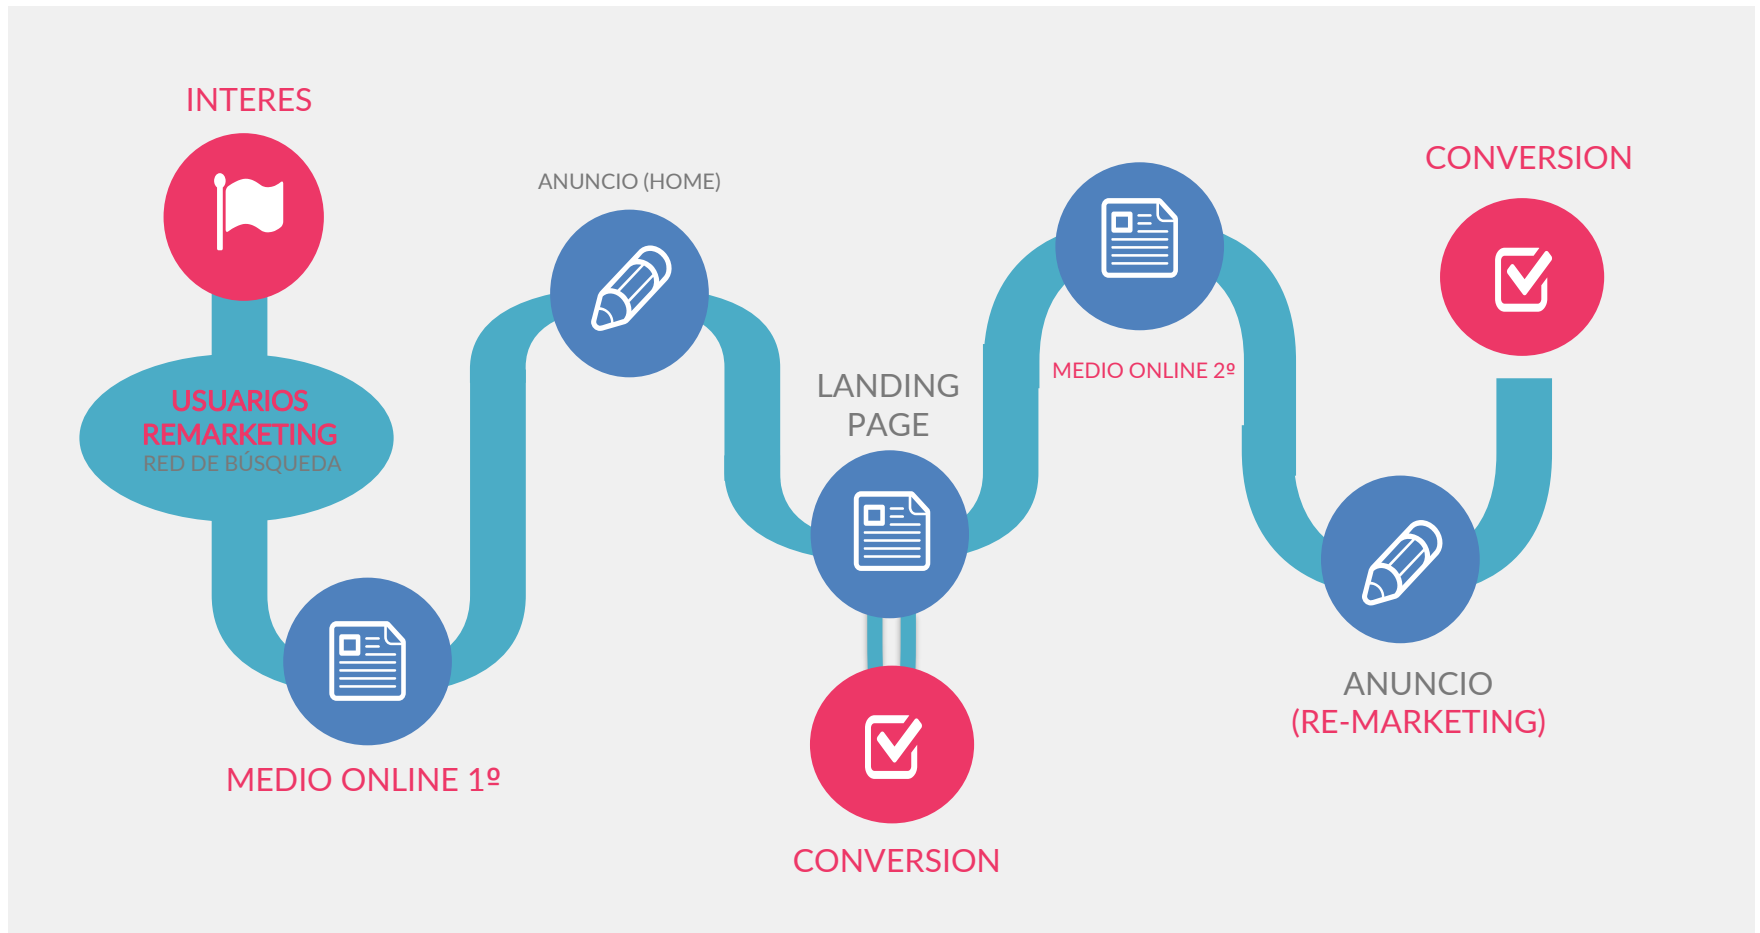 INTERES
USUARIOS
REMARKETING
RED DE BÚSQUEDA
MEDIO ONLINE 1º
ANUNCIO (HOME)
LANDING
PAGE
CONVERSION
MEDIO ONLINE 2º
ANUNCIO
(RE-MARKETING)
CONVERSION